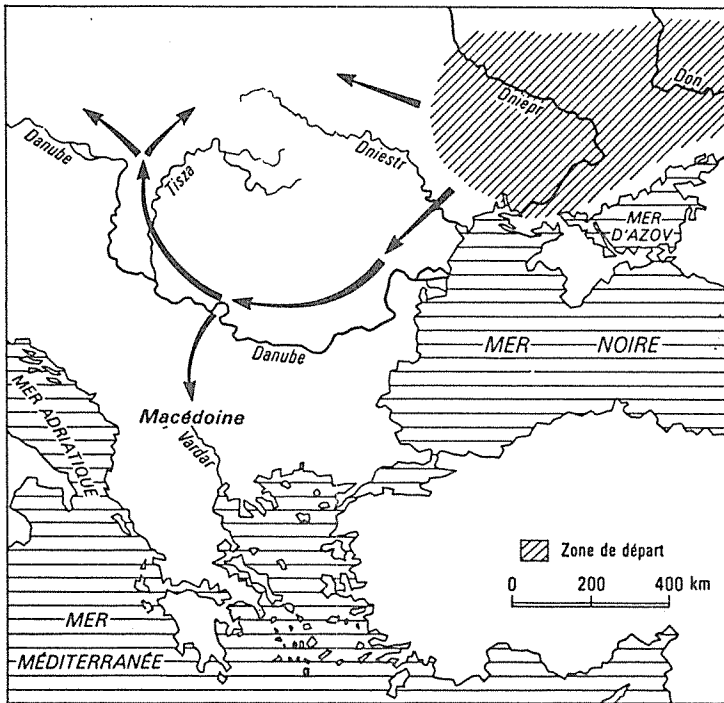 Don
Dniepr
Danube
Dniestr
Tisza
MER
D'AZOV
MER NOIRE
Danube
MER ADRIATIQUE
Macédoine
Vardar
Zone de départ
0 200 400 km
MER
MÉDITERRANÉE